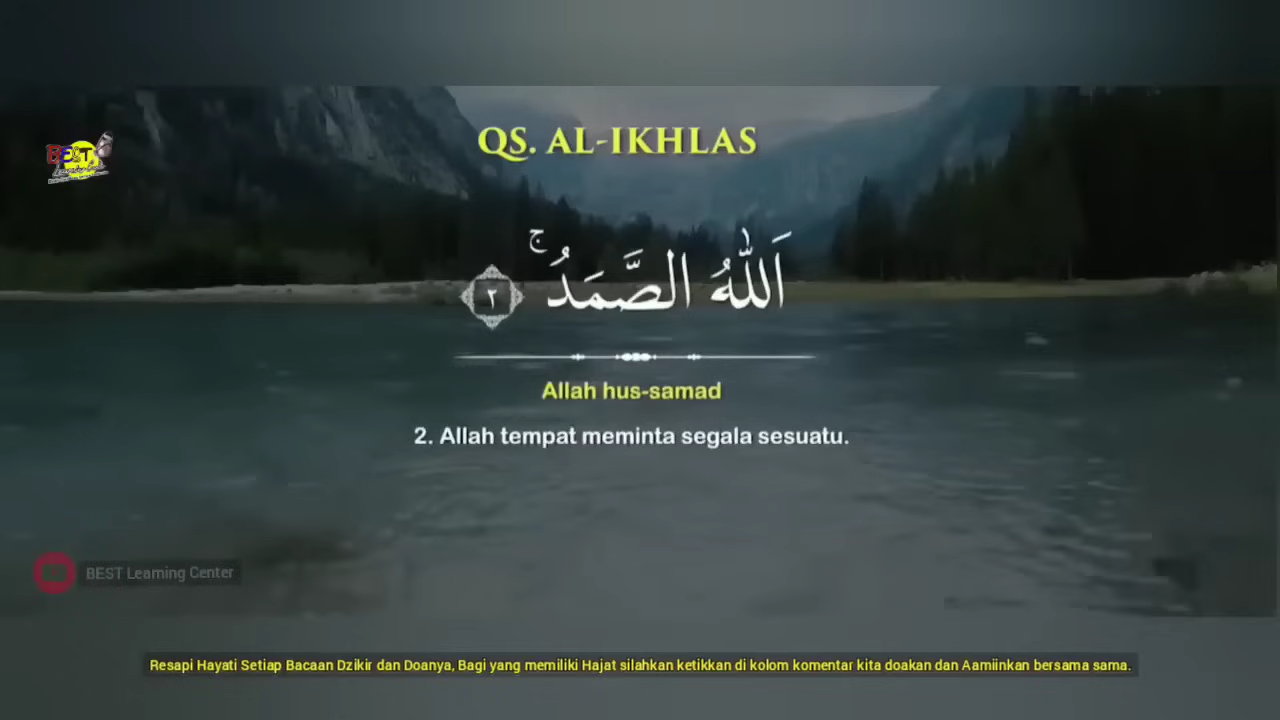 QS. AL-IKHLAS
BEST
اَللّٰهُ الصَّمَدُ ۚ ٢
Allah hus-samad
2. Allah tempat meminta segala sesuatu.
BEST Learning Center
Resapi Hayati Setiap Bacaan Dzikir dan Doanya, Bagi yang memiliki Hajat silahkan ketikkan di kolom komentar kita doakan dan Aamiinkan bersama sama.